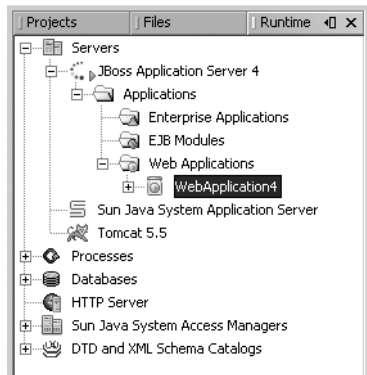 Projects Files Runtime
Servers
JBoss Application Server 4
Applications
Enterprise Applications
EJB Modules
Web Applications
WebApplication4
Sun Java System Application Server
Tomcat 5.5
Processes
Databases
HTTP Server
Sun Java System Access Managers
DTD and XML Schema Catalogs